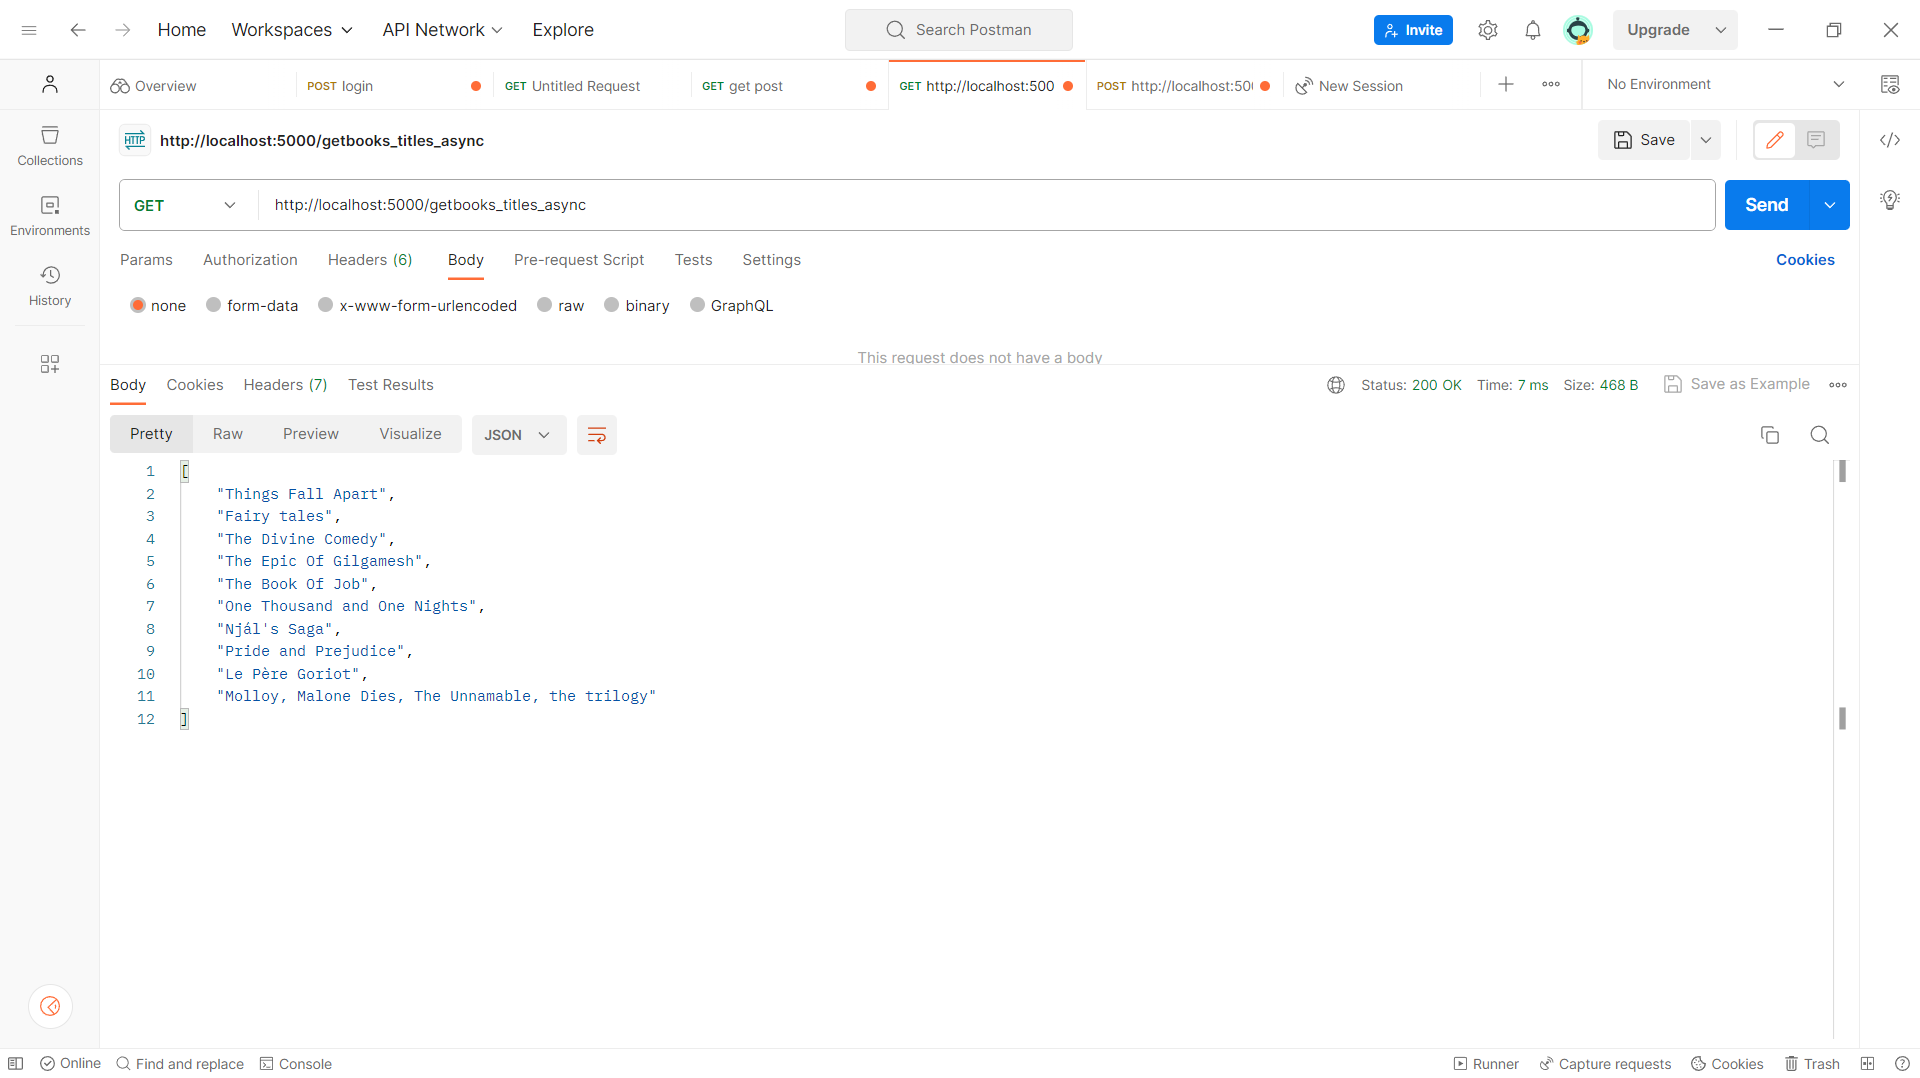 Home Workspaces API Network Explore Search Postman Invite Upgrade
Overview POST login GET Untitled Request GET get post GET http://localhost:500 POST http://localhost:50 New Session No Environment
HTTP http://localhost:5000/getbooks_titles_async Save
Collections
GET http://localhost:5000/getbooks_titles_async Send
Environments
Params Authorization Headers (6) Body Pre-request Script Tests Settings Cookies
History
none form-data x-www-form-urlencoded raw binary GraphQL
This request does not have a body
Body Cookies Headers (7) Test Results Status: 200 OK Time: 7 ms Size: 468 B Save as Example
Pretty Raw Preview Visualize JSON
1 [
2 "Things Fall Apart",
3 "Fairy tales",
4 "The Divine Comedy",
5 "The Epic Of Gilgamesh",
6 "The Book Of Job",
7 "One Thousand and One Nights",
8 "Njál's Saga",
9 "Pride and Prejudice",
10 "Le Père Goriot",
11 "Molloy, Malone Dies, The Unnamable, the trilogy"
12 ]
Online Find and replace Console Runner Capture requests Cookies Trash